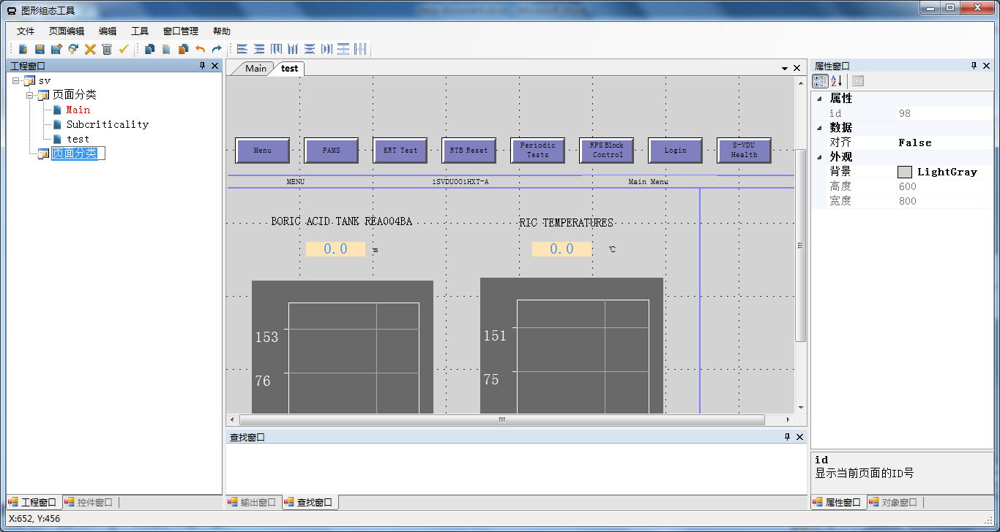 图形组态工具
文件 页面编辑 编辑 工具 窗口管理 帮助
工程窗口
sv
页面分类
Main
Subcriticality
test
页面分类
工程窗口 控件窗口
Main test
Menu PAMS KRT Test RTB Reset Periodic Tests RPS Block Control Login S-VDU Health
MENU 1SVDU001HXT-A Main Menu
BORIC ACID TANK REA004BA RIC TEMPERATURES
0.0 m 0.0 ℃
153 151
76 75
查找窗口
输出窗口 查找窗口
属性窗口
属性
id 98
数据
对齐 False
外观
背景 LightGray
高度 600
宽度 800
id
显示当前页面的ID号
属性窗口 对象窗口
X:652, Y:456